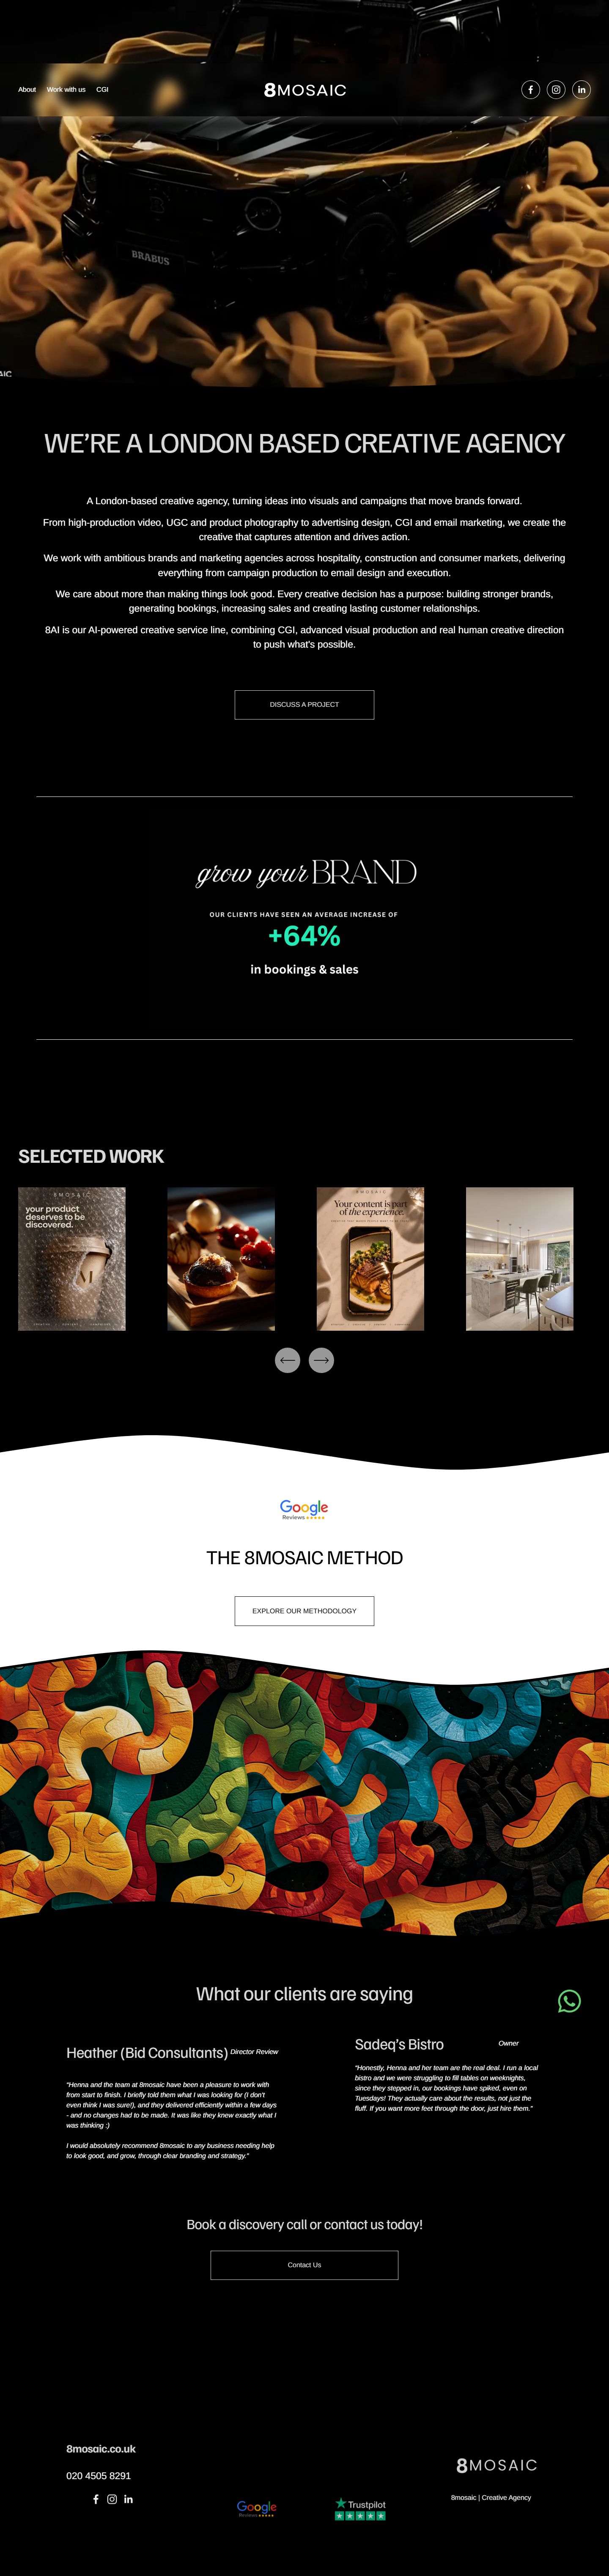 About
Work with us
CGI
8MOSAIC
BRABUS
AIC
WE'RE A LONDON BASED CREATIVE AGENCY
A London-based creative agency, turning ideas into visuals and campaigns that move brands forward.
From high-production video, UGC and product photography to advertising design, CGI and email marketing, we create the
creative that captures attention and drives action.
We work with ambitious brands and marketing agencies across hospitality, construction and consumer markets, delivering
everything from campaign production to email design and execution.
We care about more than making things look good. Every creative decision has a purpose: building stronger brands,
generating bookings, increasing sales and creating lasting customer relationships.
8AI is our AI-powered creative service line, combining CGI, advanced visual production and real human creative direction
to push what's possible.
DISCUSS A PROJECT
grow your BRAND
OUR CLIENTS HAVE SEEN AN AVERAGE INCREASE OF
+64%
in bookings & sales
SELECTED WORK
8MOSAIC
your product
deserves to be
discovered.
M
8MOSAIC
Your content is part
of the experience.
Google
Reviews
THE 8MOSAIC METHOD
EXPLORE OUR METHODOLOGY
What our clients are saying
Heather (Bid Consultants) Director Review
"Henna and the team at 8mosaic have been a pleasure to work with
from start to finish. I briefly told them what I was looking for (I don't
even think I was sure!), and they delivered efficiently within a few days
- and no changes had to be made. It was like they knew exactly what I
was thinking :)
I would absolutely recommend 8mosaic to any business needing help
to look good, and grow, through clear branding and strategy."
Sadeq's Bistro
Owner
"Honestly, Henna and her team are the real deal. I run a local
bistro and we were struggling to fill tables on weeknights,
since they stepped in, our bookings have spiked, even on
Tuesdays! They actually care about the results, not just the
fluff. If you want more feet through the door, just hire them."
Book a discovery call or contact us today!
Contact Us
8mosaic.co.uk
020 4505 8291
Google
Reviews
Trustpilot
8MOSAIC
8mosaic | Creative Agency